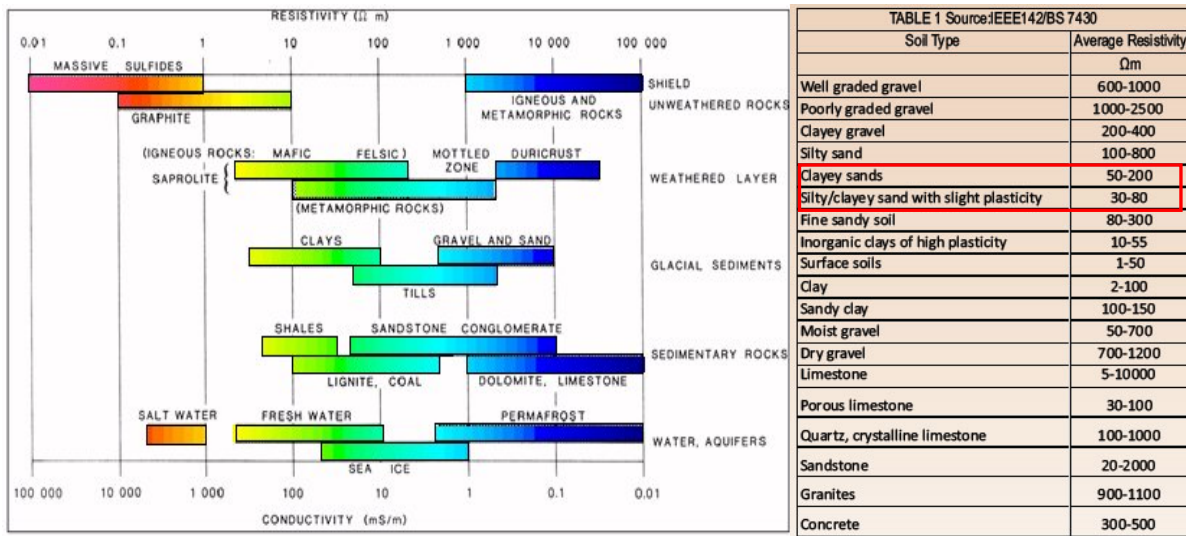 RESISTIVITY (Ω m)
0.01 0.1 1 10 100 1 000 10 000 100 000
MASSIVE SULFIDES
SHIELD
GRAPHITE
IGNEOUS AND
METAMORPHIC ROCKS
UNWEATHERED ROCKS
(IGNEOUS ROCKS: MAFIC FELSIC)
MOTTLED
ZONE
DURICRUST
SAPROLITE {
WEATHERED LAYER
(METAMORPHIC ROCKS)
CLAYS GRAVEL AND SAND
GLACIAL SEDIMENTS
TILLS
SHALES SANDSTONE CONGLOMERATE
SEDIMENTARY ROCKS
LIGNITE, COAL DOLOMITE, LIMESTONE
SALT WATER FRESH WATER PERMAFROST
WATER, AQUIFERS
SEA ICE
100 000 10 000 1 000 100 10 1 0.1 0.01
CONDUCTIVITY (mS/m)
TABLE 1 Source:IEEE142/BS 7430
Soil Type Average Resistivity
Ωm
Well graded gravel 600-1000
Poorly graded gravel 1000-2500
Clayey gravel 200-400
Silty sand 100-800
Clayey sands 50-200
Silty/clayey sand with slight plasticity 30-80
Fine sandy soil 80-300
Inorganic clays of high plasticity 10-55
Surface soils 1-50
Clay 2-100
Sandy clay 100-150
Moist gravel 50-700
Dry gravel 700-1200
Limestone 5-10000
Porous limestone 30-100
Quartz, crystalline limestone 100-1000
Sandstone 20-2000
Granites 900-1100
Concrete 300-500